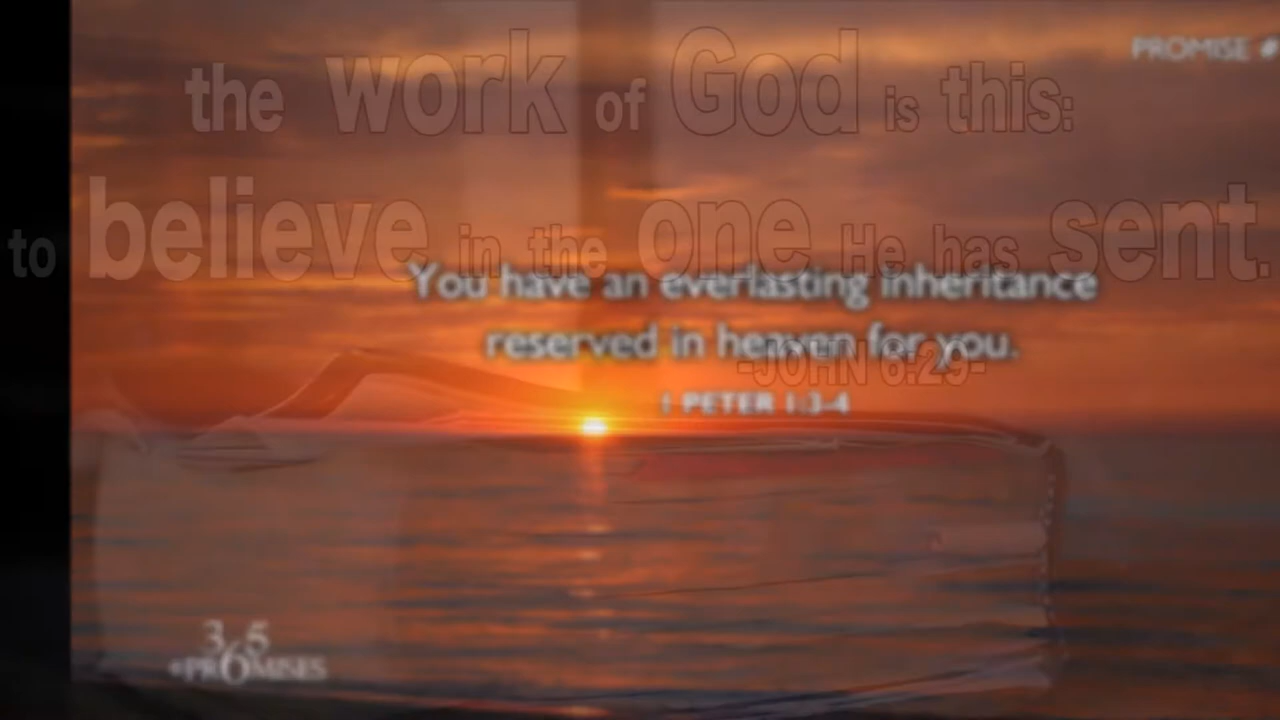 PROMISE #
the work of God is this:
to believe in the one He has sent.
You have an everlasting inheritance
reserved in heaven for you.
-JOHN 6:29-
1 PETER 1:3-4
365
PROMISES